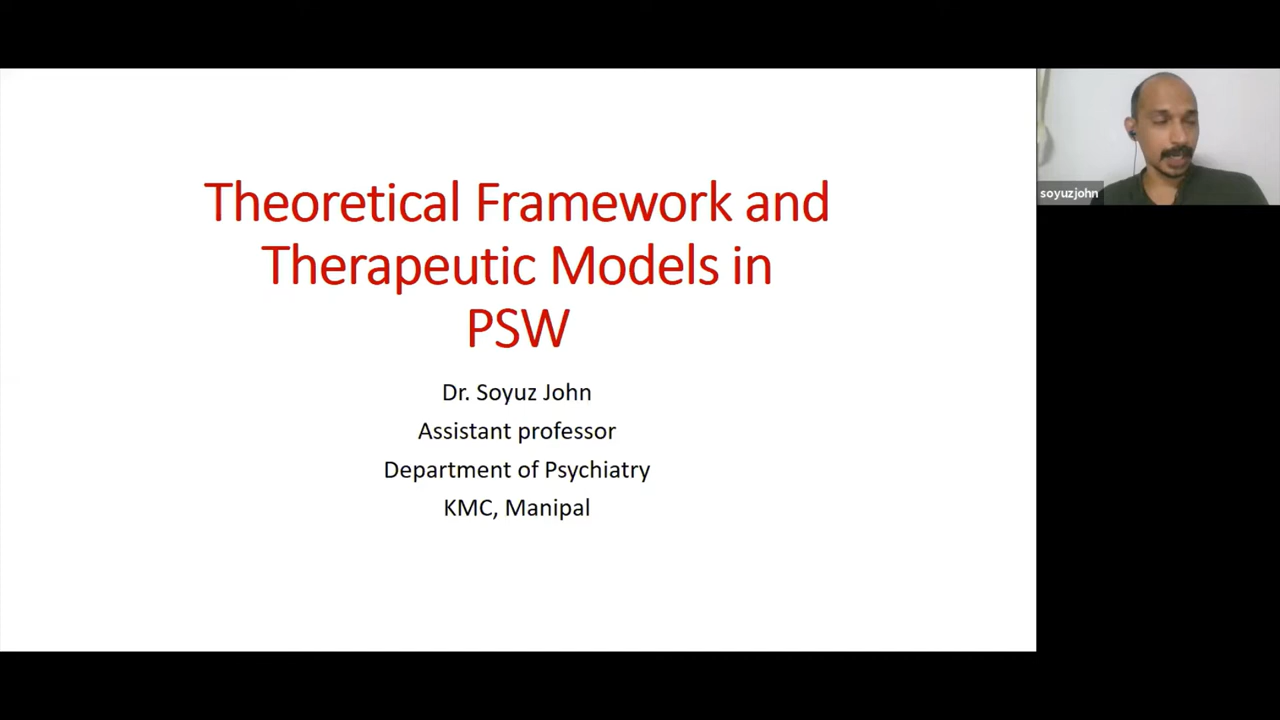 Theoretical Framework and
Therapeutic Models in
PSW
Dr. Soyuz John
Assistant professor
Department of Psychiatry
KMC, Manipal
soyuzjohn